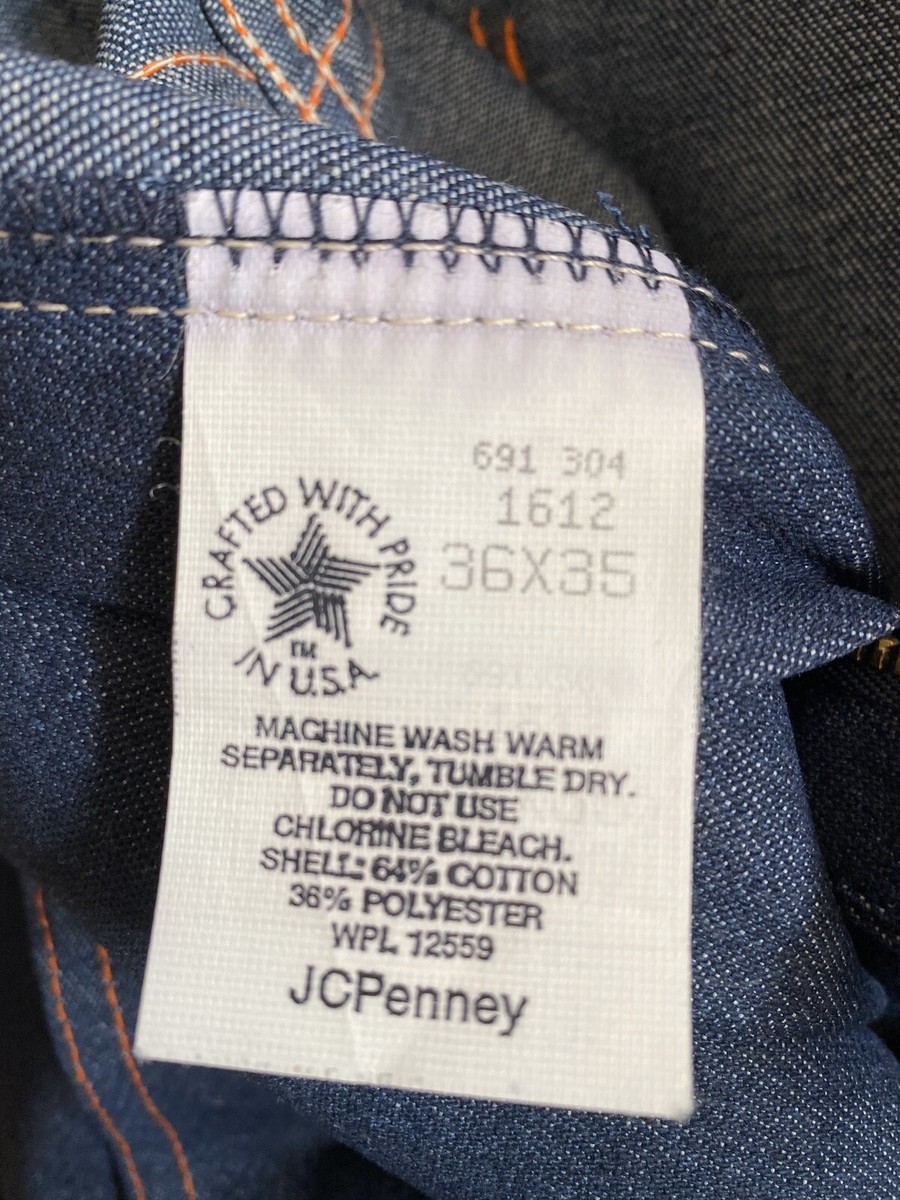 691 304
1612
36X35
CRAFTED WITH PRIDE
TM
IN U.S.A
MACHINE WASH WARM
SEPARATELY, TUMBLE DRY.
DO NOT USE
CHLORINE BLEACH.
SHELL: 64% COTTON
36% POLYESTER
WPL 12559
JCPenney